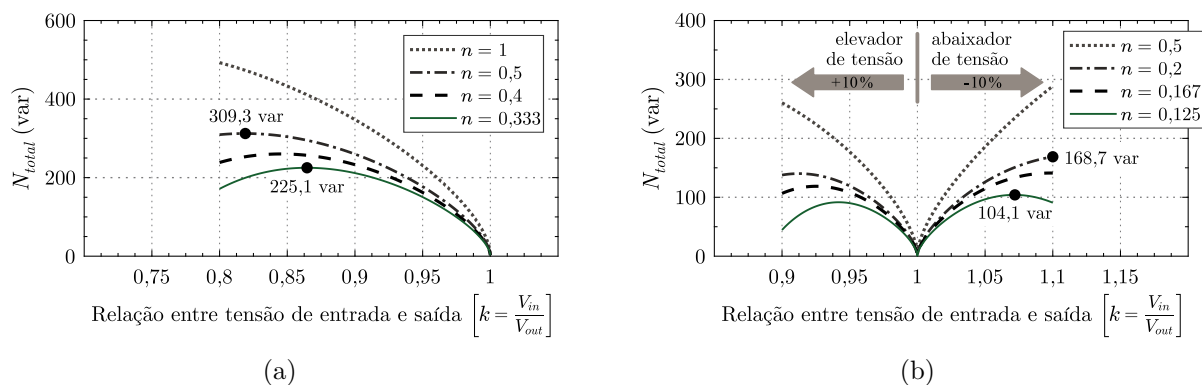 600
400
200
0
N_total (var)
n = 1
n = 0,5
n = 0,4
n = 0,333
309,3 var
225,1 var
0,75 0,8 0,85 0,9 0,95 1
Relação entre tensão de entrada e saída [k = V_in/V_out]
(a)
400
300
200
100
0
N_total (var)
elevador de tensão
+10%
abaixador de tensão
-10%
n = 0,5
n = 0,2
n = 0,167
n = 0,125
168,7 var
104,1 var
0,9 0,95 1 1,05 1,1 1,15
Relação entre tensão de entrada e saída [k = V_in/V_out]
(b)